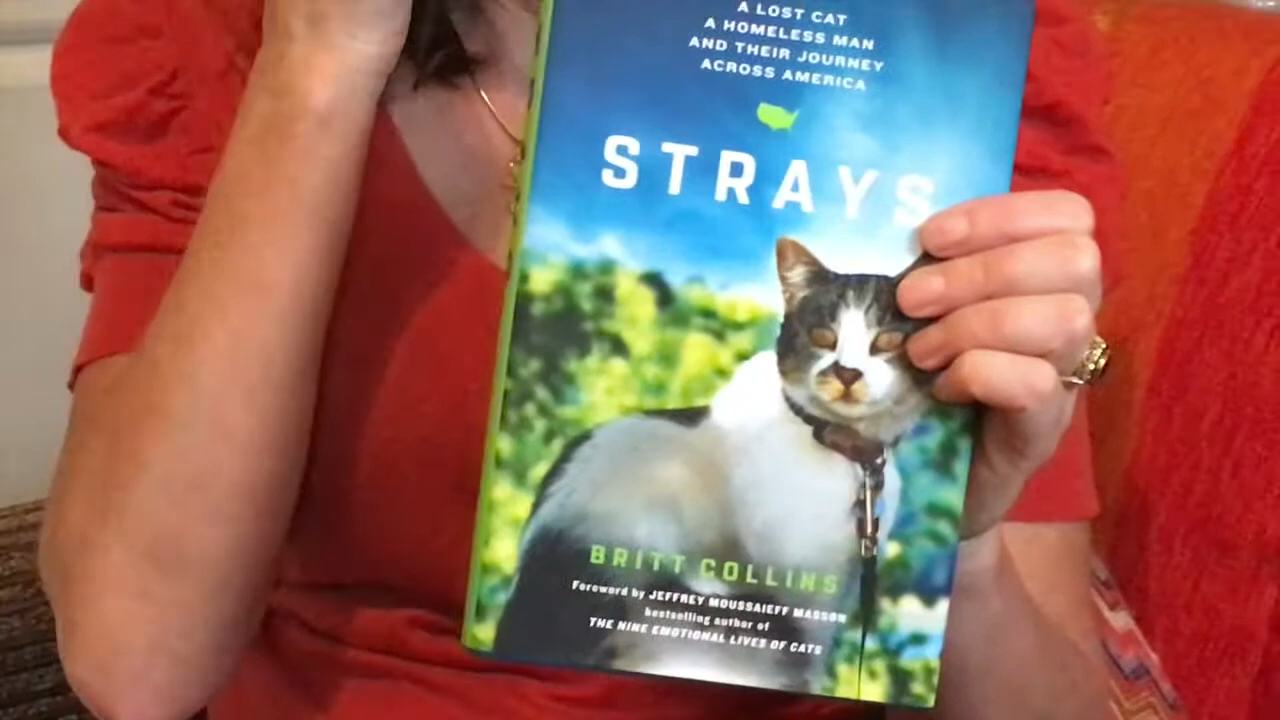 A LOST CAT
A HOMELESS MAN
AND THEIR JOURNEY
ACROSS AMERICA
STRAYS
BRITT COLLINS
Foreword by JEFFREY MOUSSAIEFF MASSON
bestselling author of
THE NINE EMOTIONAL LIVES OF CATS